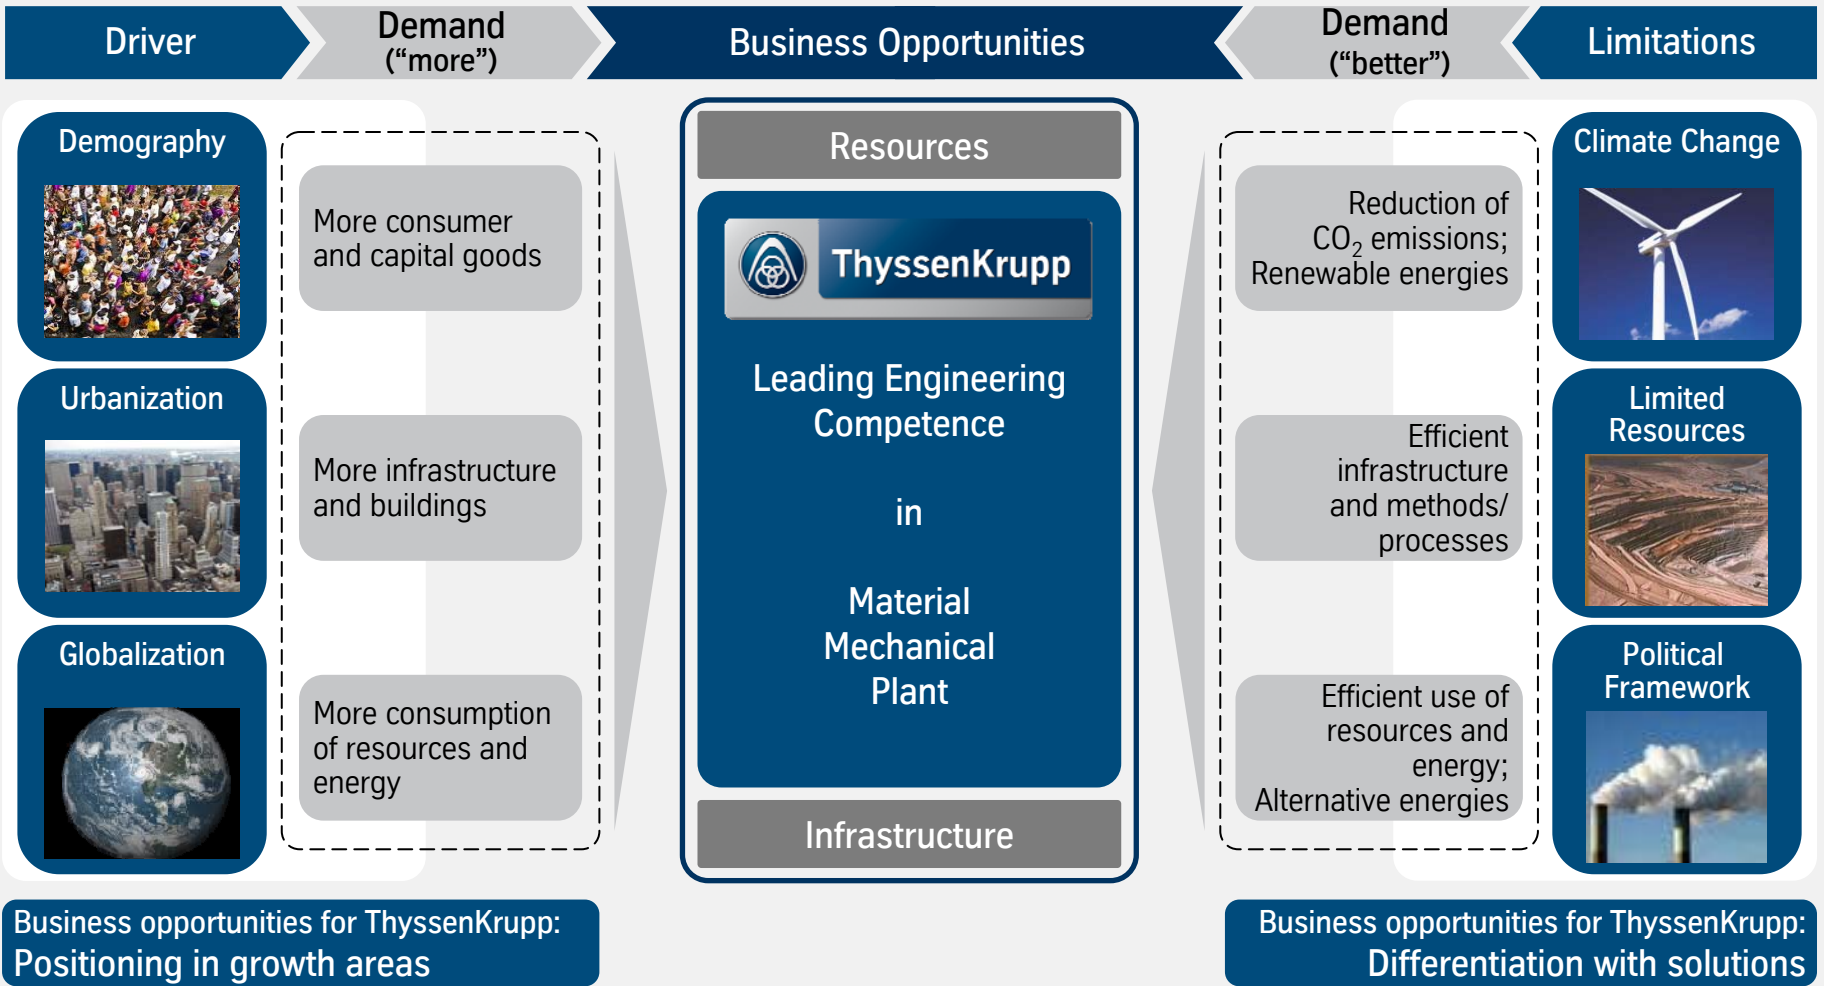 Driver
Demand
(“more”)
Business Opportunities
Demand
(“better”)
Limitations
Demography
More consumer
and capital goods
Urbanization
More infrastructure
and buildings
Globalization
More consumption
of resources and
energy
Resources
ThyssenKrupp
Leading Engineering
Competence
in
Material
Mechanical
Plant
Infrastructure
Reduction of
CO₂ emissions;
Renewable energies
Climate Change
Efficient
infrastructure
and methods/
processes
Limited
Resources
Efficient use of
resources and
energy;
Alternative energies
Political
Framework
Business opportunities for ThyssenKrupp:
Positioning in growth areas
Business opportunities for ThyssenKrupp:
Differentiation with solutions